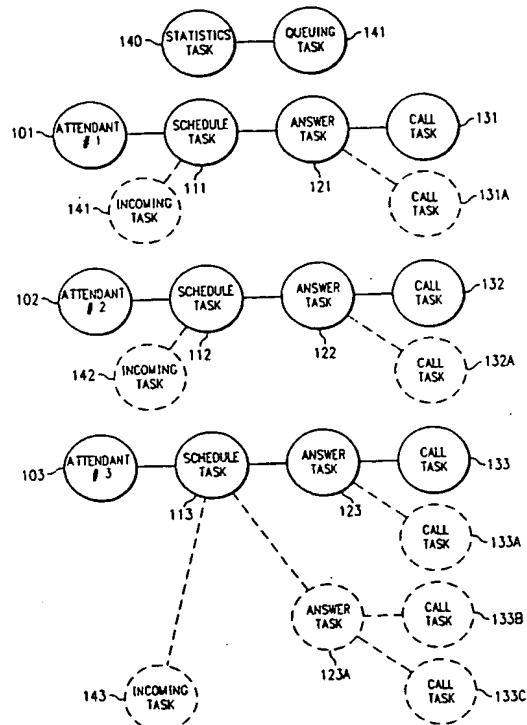 140
STATISTICS
TASK
QUEUING
TASK
141
101
ATTENDANT
# 1
SCHEDULE
TASK
111
ANSWER
TASK
121
CALL
TASK
131
141
INCOMING
TASK
CALL
TASK
131A
102
ATTENDANT
# 2
SCHEDULE
TASK
112
ANSWER
TASK
122
CALL
TASK
132
142
INCOMING
TASK
CALL
TASK
132A
103
ATTENDANT
# 3
SCHEDULE
TASK
113
ANSWER
TASK
123
CALL
TASK
133
CALL
TASK
133A
ANSWER
TASK
123A
CALL
TASK
133B
143
INCOMING
TASK
CALL
TASK
133C